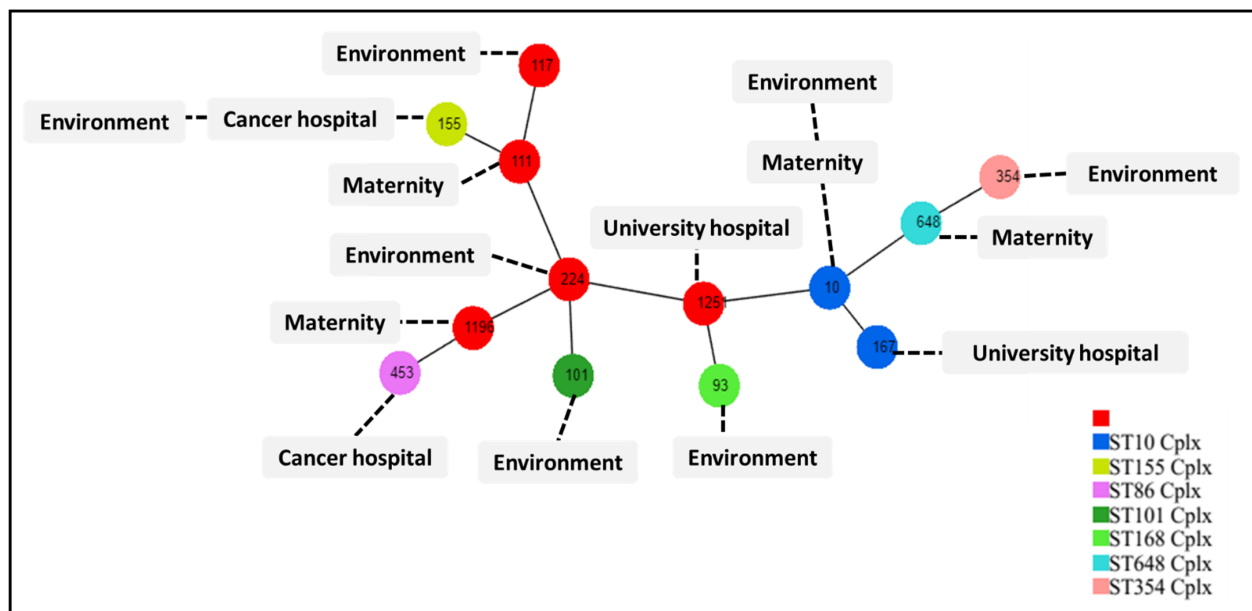 Environment
117
Environment
Environment
Cancer hospital
155
Maternity
111
Maternity
354
Environment
University hospital
648
Maternity
Environment
224
1251
10
Maternity
1196
167
University hospital
453
101
93
Cancer hospital
Environment
Environment
ST10 Cplx
ST155 Cplx
ST86 Cplx
ST101 Cplx
ST168 Cplx
ST648 Cplx
ST354 Cplx